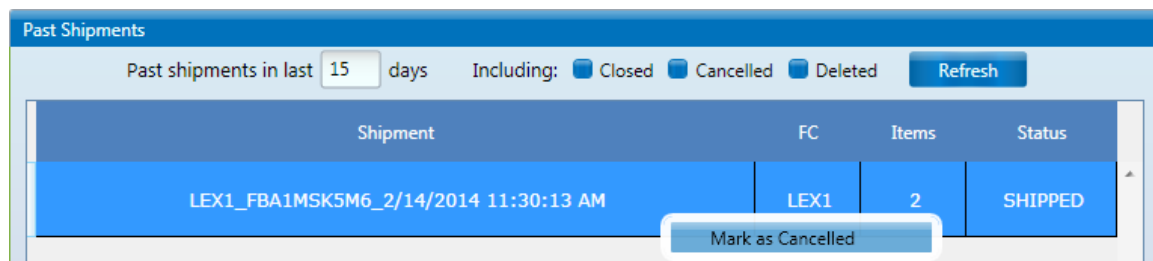 Past Shipments
Past shipments in last 15 days Including: Closed Cancelled Deleted Refresh
Shipment FC Items Status
LEX1_FBA1MSK5M6_2/14/2014 11:30:13 AM LEX1 2 SHIPPED
Mark as Cancelled